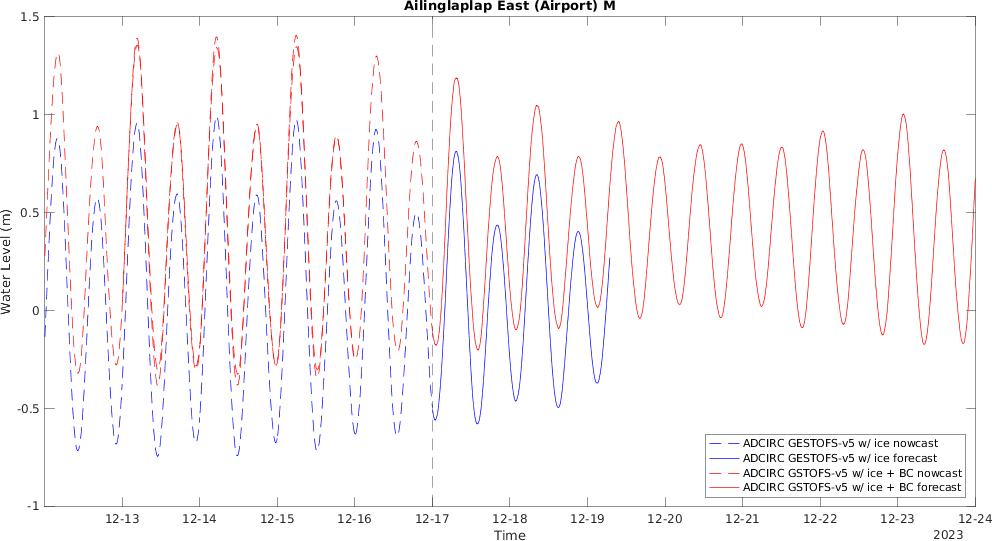 Ailinglaplap East (Airport) M
Water Level (m)
1.5
1
0.5
0
-0.5
-1
ADCIRC GESTOFS-v5 w/ ice nowcast
ADCIRC GESTOFS-v5 w/ ice forecast
ADCIRC GSTOFS-v5 w/ ice + BC nowcast
ADCIRC GSTOFS-v5 w/ ice + BC forecast
12-13 12-14 12-15 12-16 12-17 12-18 12-19 12-20 12-21 12-22 12-23 12-24
Time
2023